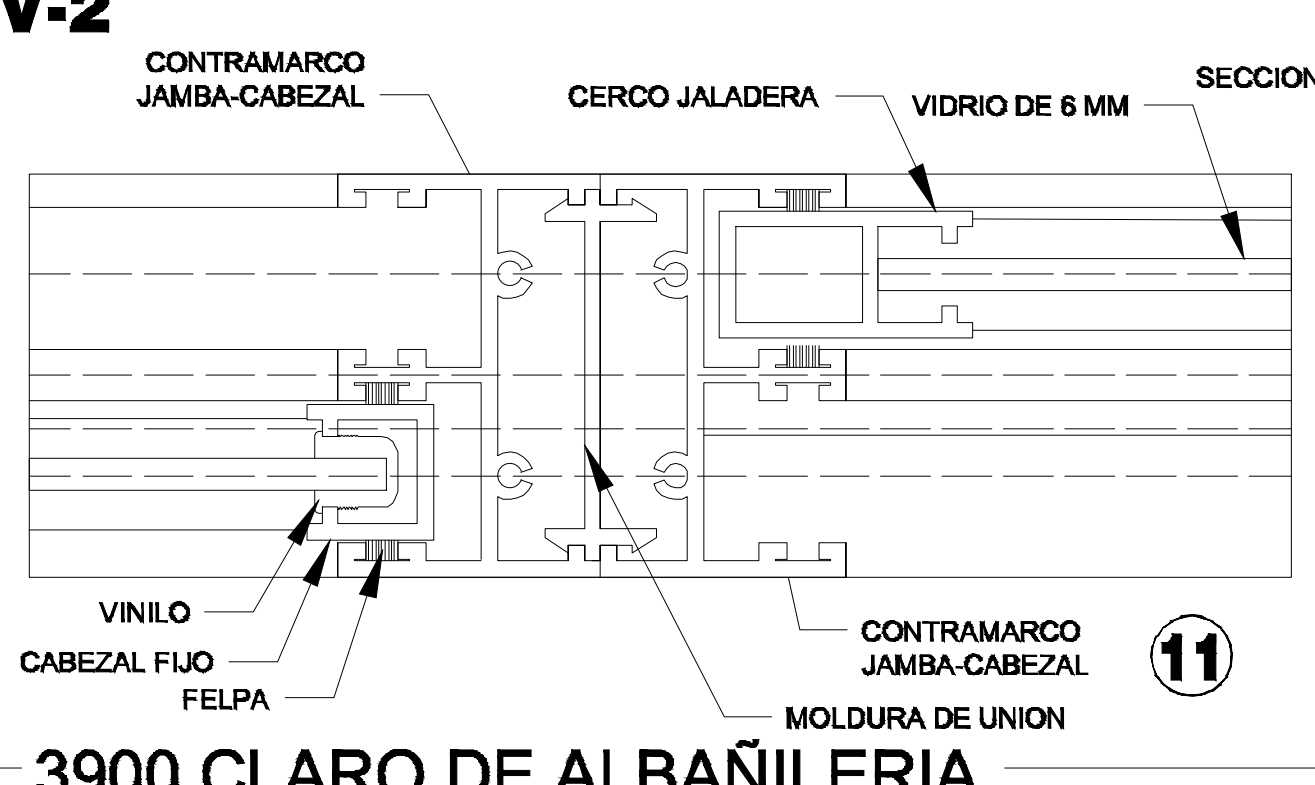 V-2
CONTRAMARCO
JAMBA-CABEZAL
CERCO JALADERA
VIDRIO DE 6 MM
SECCION
VINILO
CABEZAL FIJO
FELPA
CONTRAMARCO
JAMBA-CABEZAL
11
MOLDURA DE UNION
3900 CLARO DE ALBAÑILERIA